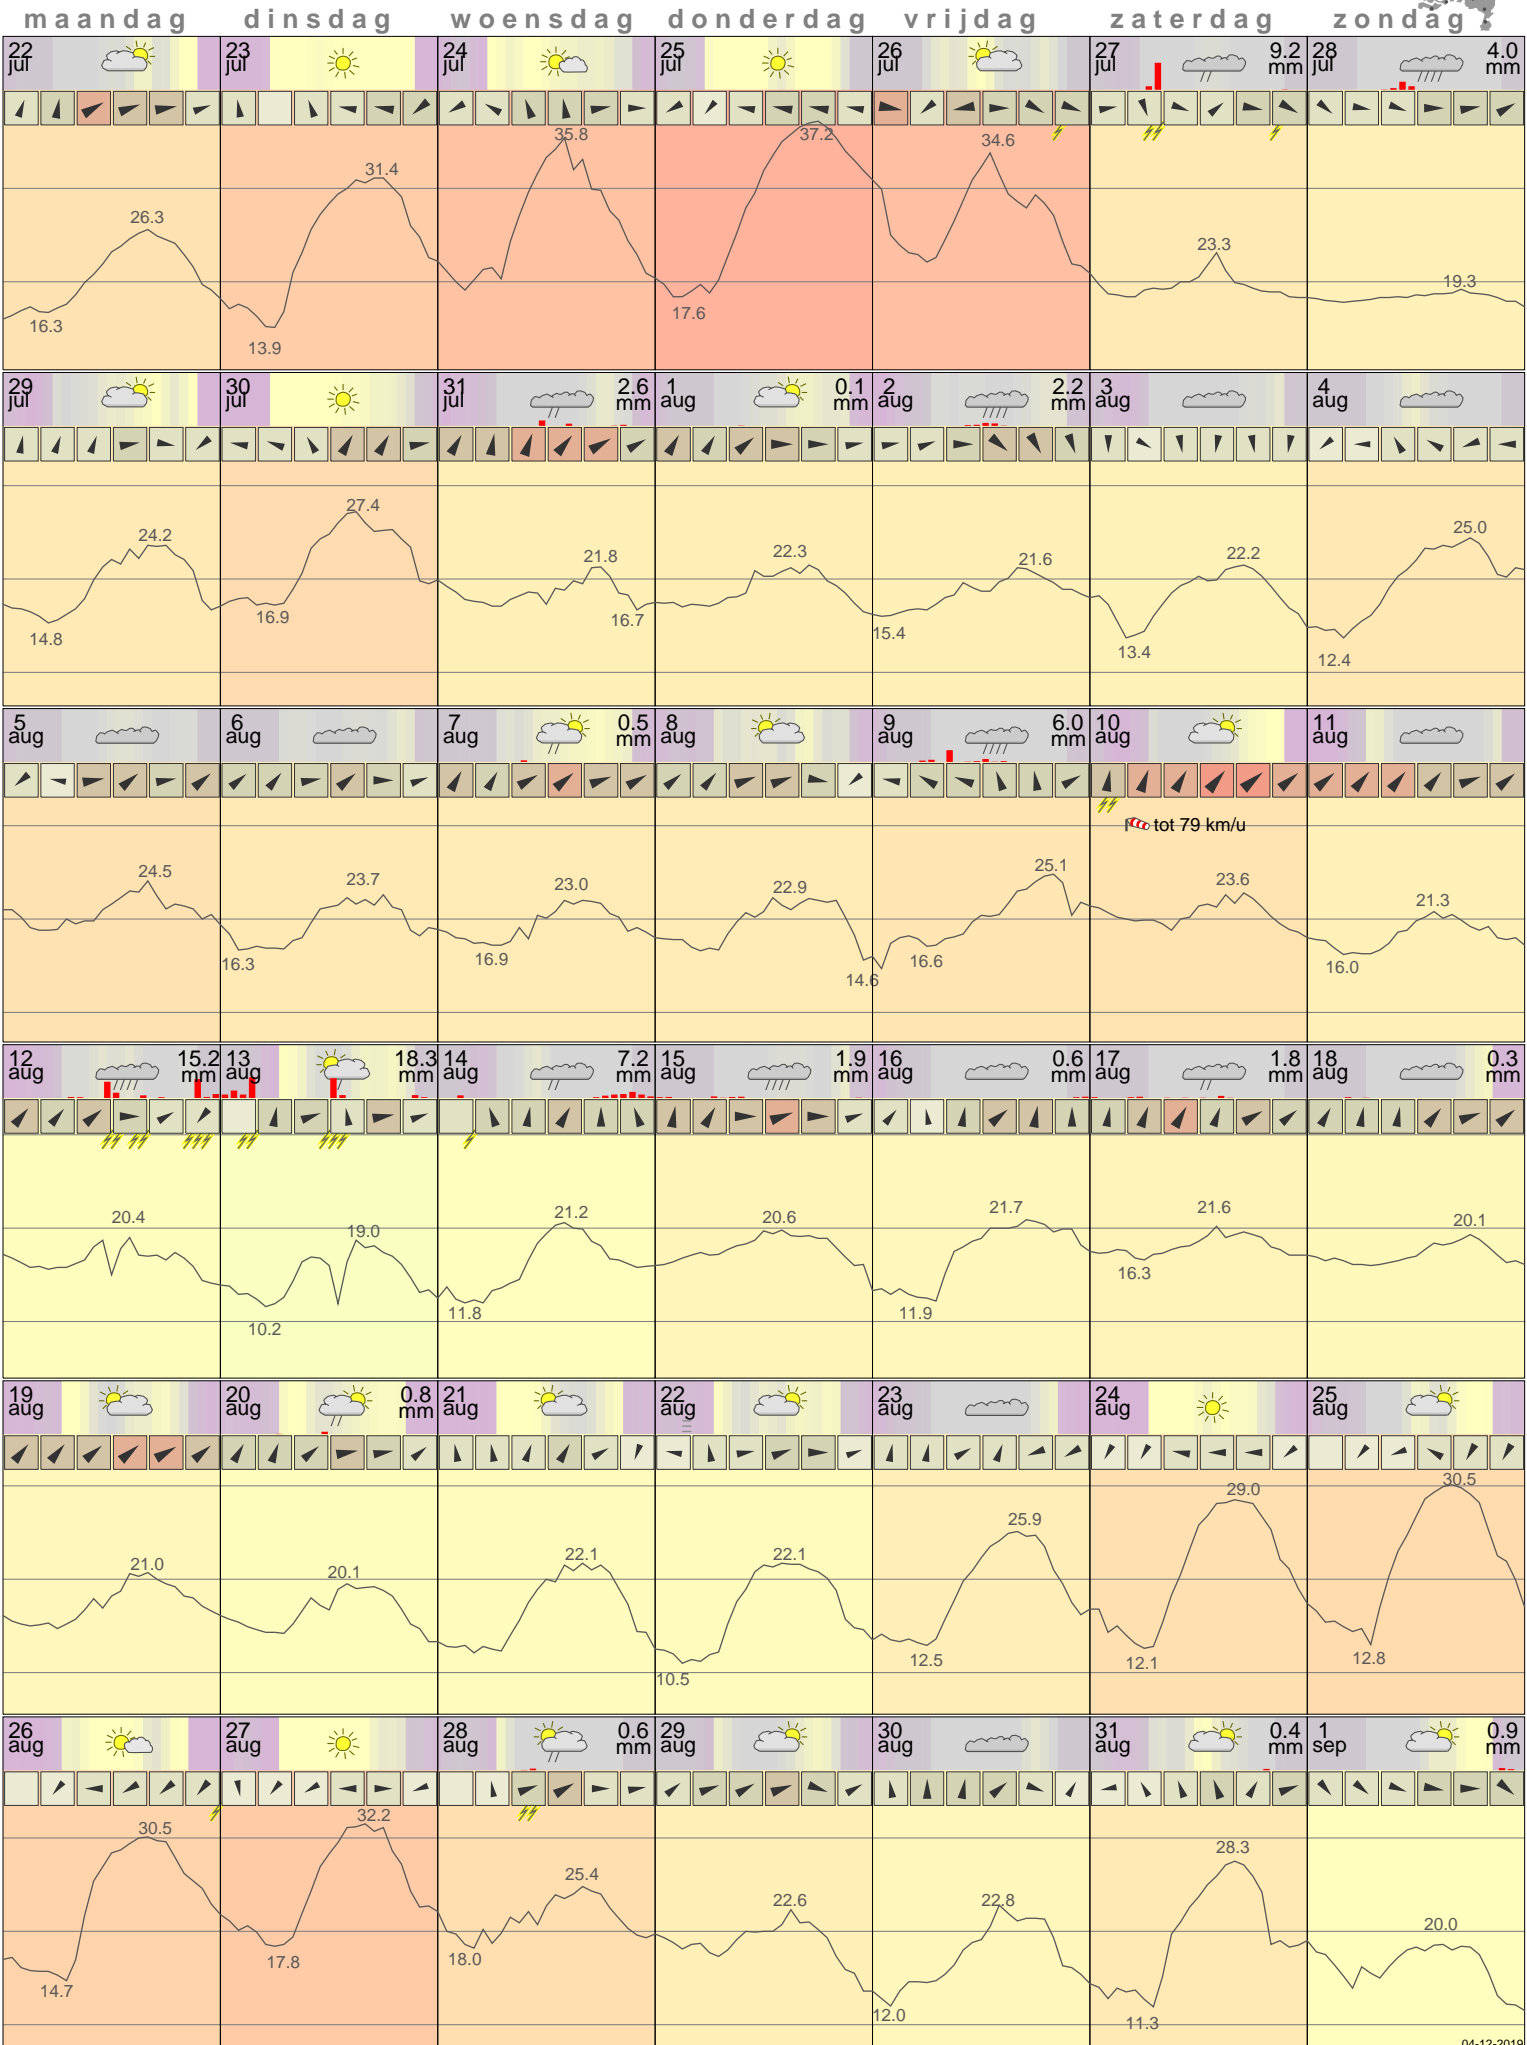 maandag dinsdag woensdag donderdag vrijdag zaterdag zondag
22 23 24 25 26 27 9.2 28 4.0
jul jul jul jul jul jul mm jul mm
35.8 37.2 34.6
31.4
26.3 23.3
19.3
16.3 13.9 17.6
29 30 31 2.6 1 0.1 2 2.2 3 4
jul jul jul mm aug mm aug mm aug aug
24.2 27.4 21.8 22.3 21.6 22.2 25.0
14.8 16.9 16.7 15.4 13.4 12.4
5 6 7 0.5 8 9 6.0 10 11
aug aug aug mm aug aug mm aug aug
tot 79 km/u
24.5 23.7 23.0 22.9 25.1 23.6 21.3
16.3 16.9 14.6 16.6 16.0
12 15.2 13 18.3 14 7.2 15 1.9 16 0.6 17 1.8 18 0.3
aug mm aug mm aug mm aug mm aug mm aug mm aug mm
20.4 19.0 21.2 20.6 21.7 21.6 20.1
10.2 11.8 11.9 16.3
19 20 0.8 21 22 23 24 25
aug aug mm aug aug aug aug aug
21.0 20.1 22.1 22.1 25.9 29.0 30.5
10.5 12.5 12.1 12.8
26 27 28 0.6 29 30 31 0.4 1 0.9
aug aug aug mm aug aug aug mm sep mm
30.5 32.2 25.4 22.6 22.8 28.3 20.0
14.7 17.8 18.0 12.0 11.3
04-12-2019